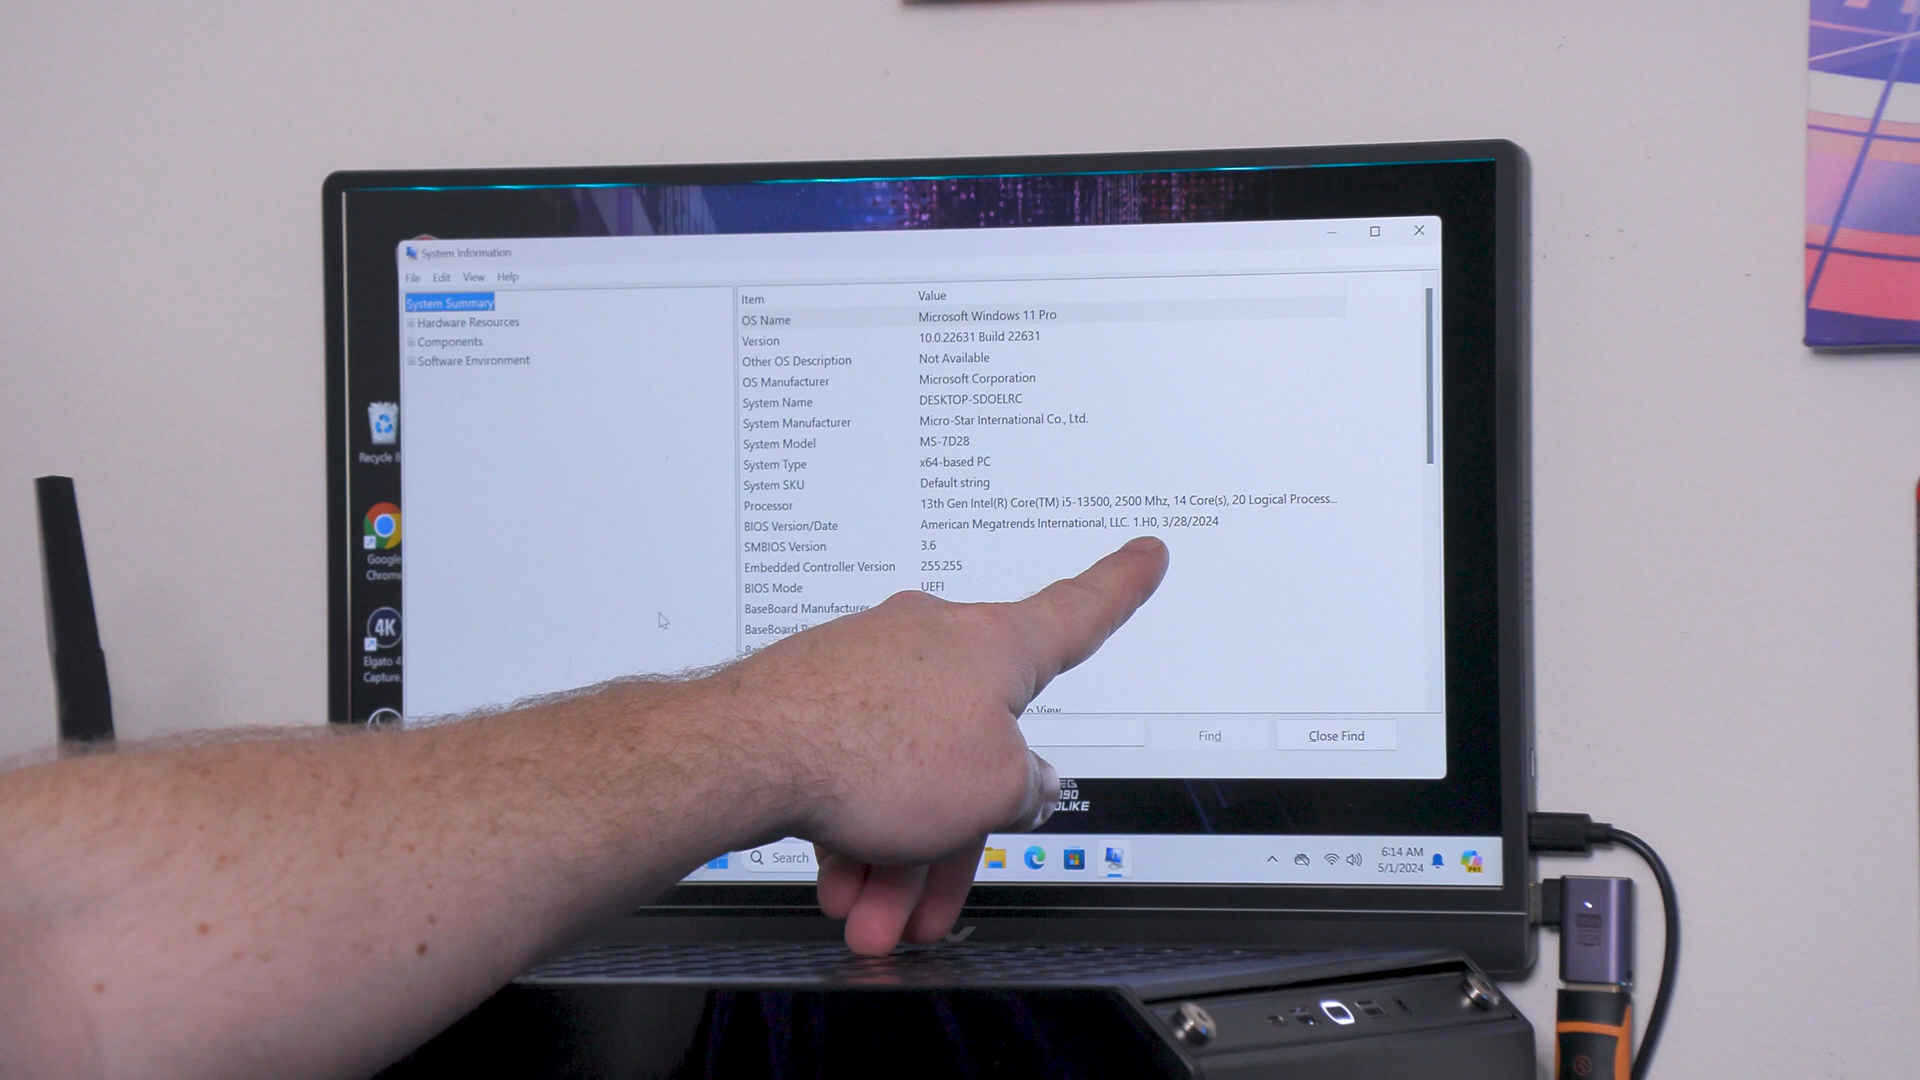 System Information
File Edit View Help
System Summary
Hardware Resources
Components
Software Environment
Item Value
OS Name Microsoft Windows 11 Pro
Version 10.0.22631 Build 22631
Other OS Description Not Available
OS Manufacturer Microsoft Corporation
System Name DESKTOP-SDOELRC
System Manufacturer Micro-Star International Co., Ltd.
System Model MS-7D28
System Type x64-based PC
System SKU Default string
Processor 13th Gen Intel(R) Core(TM) i5-13500, 2500 Mhz, 14 Core(s), 20 Logical Process...
BIOS Version/Date American Megatrends International, LLC. 1.H0, 3/28/2024
SMBIOS Version 3.6
Embedded Controller Version 255.255
BIOS Mode UEFI
BaseBoard Manufacturer
BaseBoard
View
Find Close Find
Recycle B
Google
Chrome
4K
Elgato 4
Capture.
Search
6:14 AM
5/1/2024